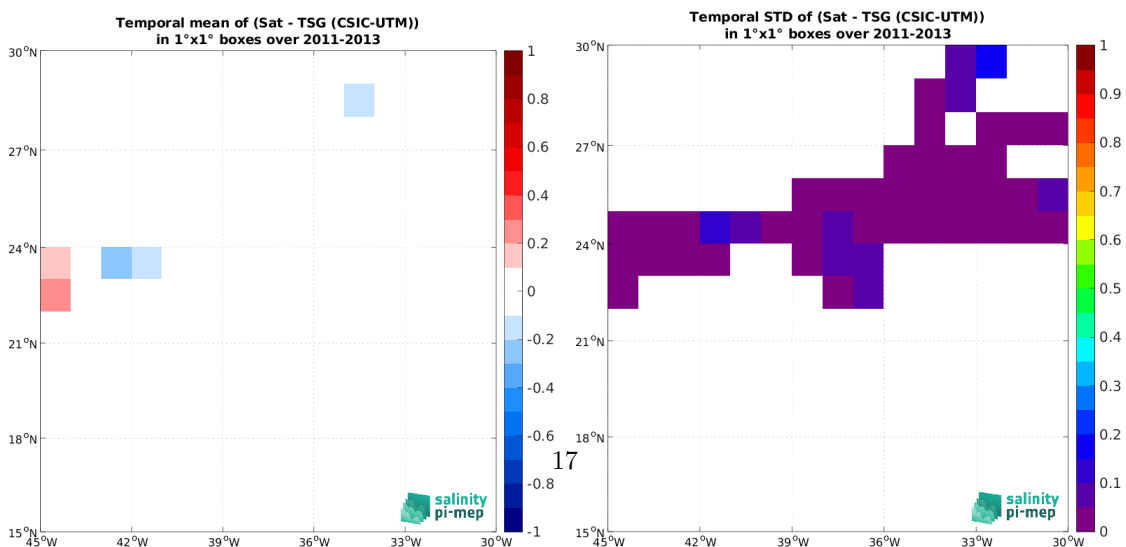 Temporal mean of (Sat - TSG (CSIC-UTM))
in 1°x1° boxes over 2011-2013
30°N
27°N
24°N
21°N
18°N
15°N
45°W
42°W
39°W
36°W
33°W
30°W
1
0.8
0.6
0.4
0.2
0
-0.2
-0.4
-0.6
-0.8
-1
salinity
pi-mep
17
Temporal STD of (Sat - TSG (CSIC-UTM))
in 1°x1° boxes over 2011-2013
30°N
27°N
24°N
21°N
18°N
15°N
45°W
42°W
39°W
36°W
33°W
30°W
1
0.9
0.8
0.7
0.6
0.5
0.4
0.3
0.2
0.1
0
salinity
pi-mep